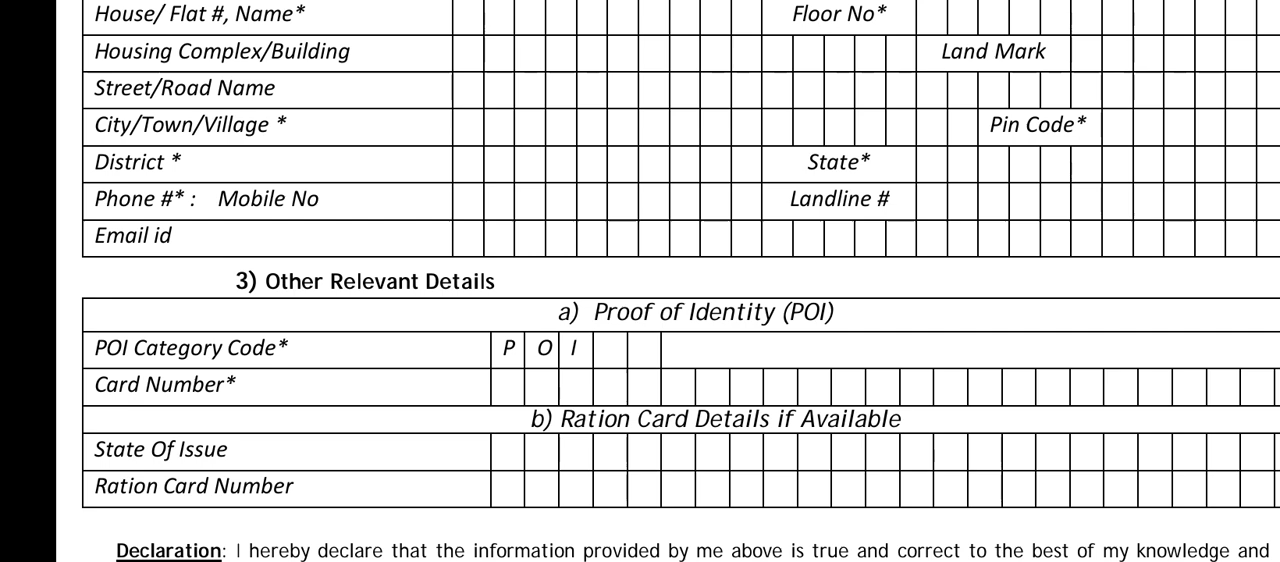 House/ Flat #, Name* Floor No*
Housing Complex/Building Land Mark
Street/Road Name
City/Town/Village * Pin Code*
District * State*
Phone #* : Mobile No Landline #
Email id
3) Other Relevant Details
a) Proof of Identity (POI)
POI Category Code* P O I
Card Number*
b) Ration Card Details if Available
State Of Issue
Ration Card Number
Declaration: I hereby declare that the information provided by me above is true and correct to the best of my knowledge and